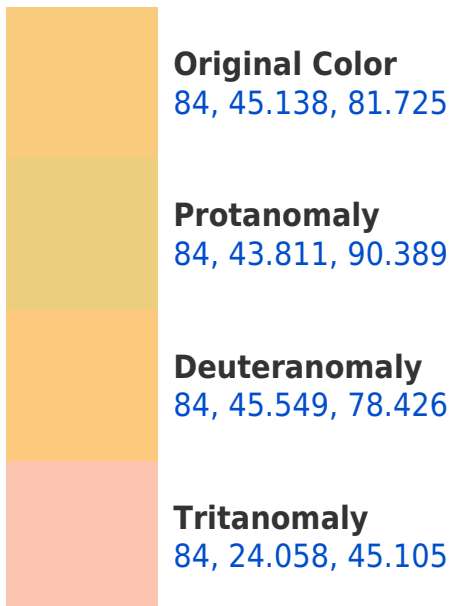 Original Color
84, 45.138, 81.725
Protanomaly
84, 43.811, 90.389
Deuteranomaly
84, 45.549, 78.426
Tritanomaly
84, 24.058, 45.105